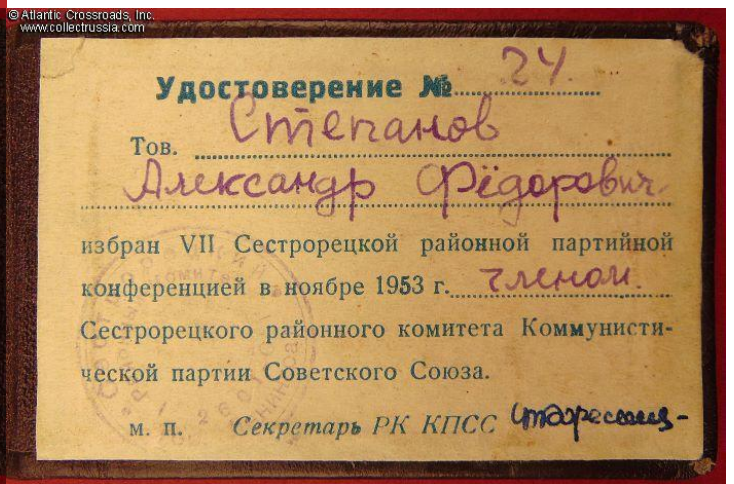 © Atlantic Crossroads, Inc.
www.collectrussia.com
Удостоверение № 24.
Тов. Степанов
Александр Фёдорович.
избран VII Сестрорецкой районной партийной
конференцией в ноябре 1953 г. членом.
Сестрорецкого районного комитета Коммунисти-
ческой партии Советского Союза.
м. п. Секретарь РК КПСС